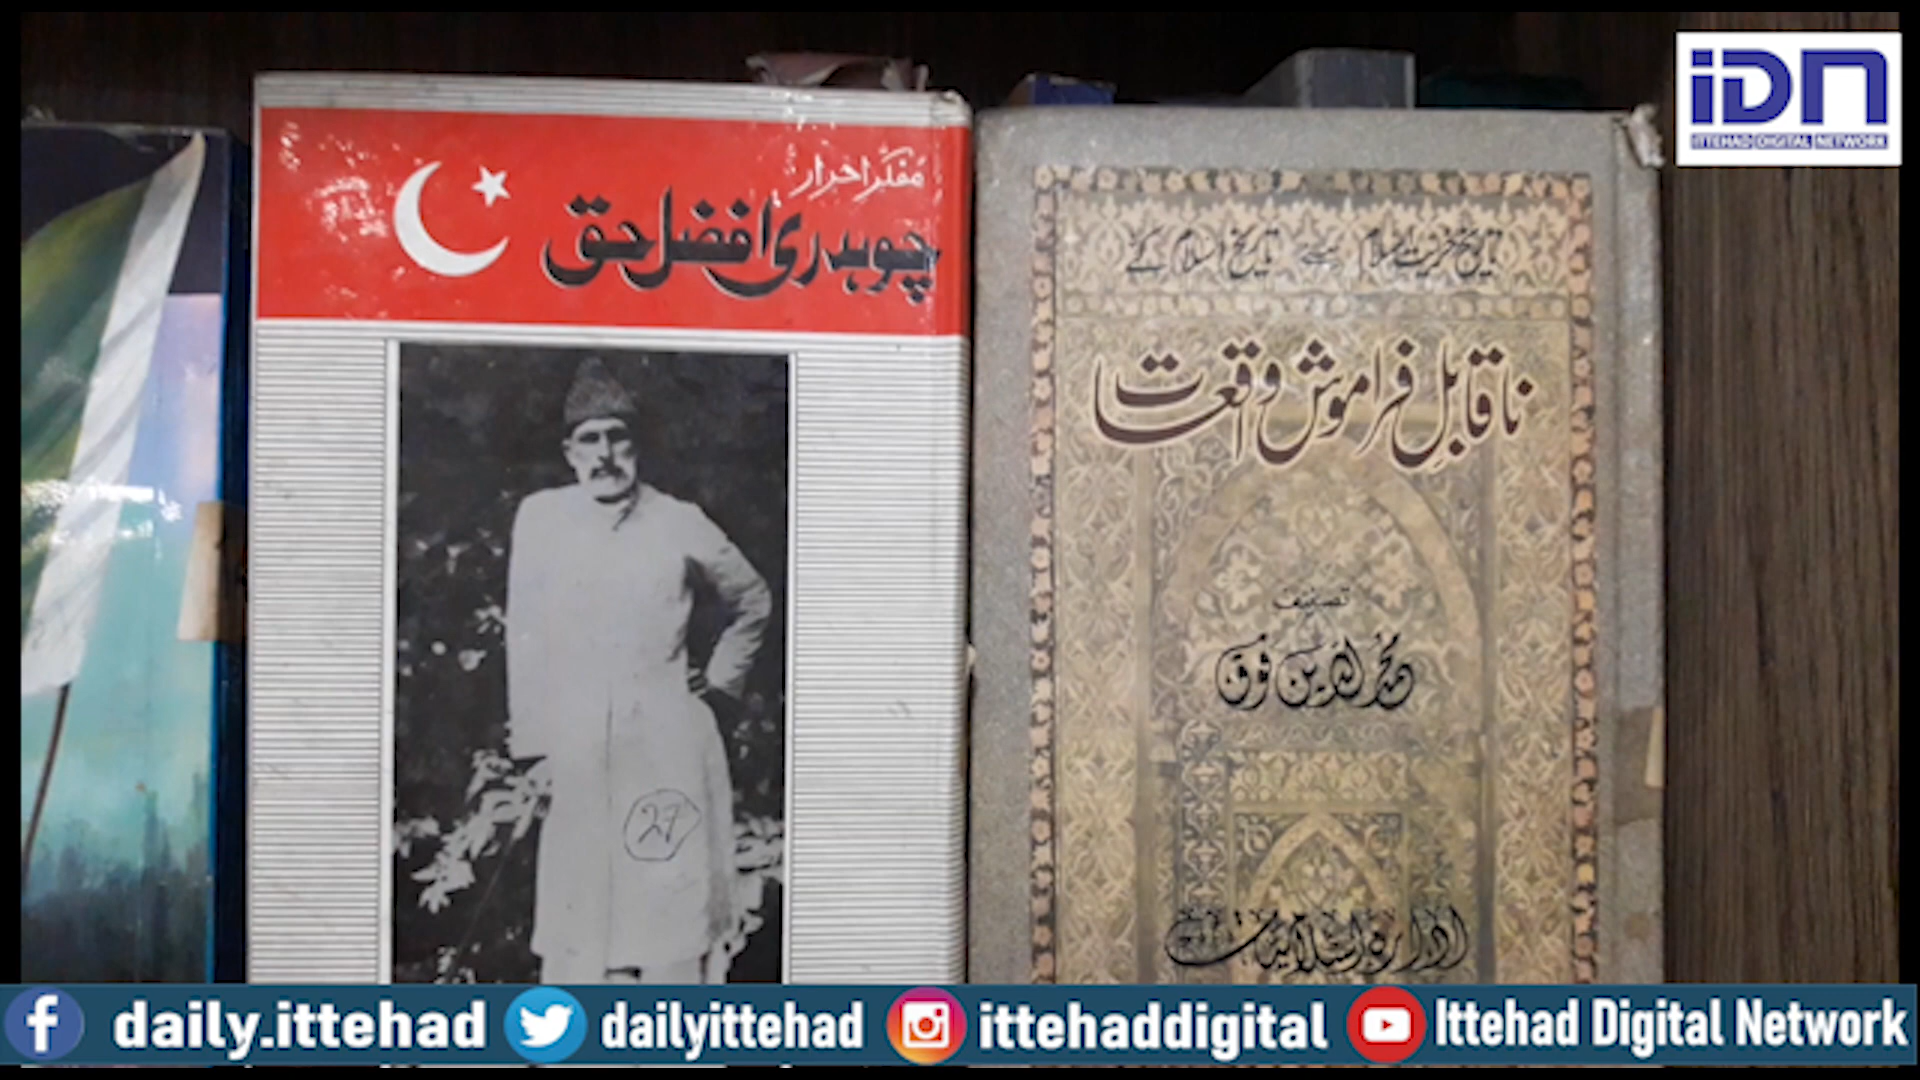 IDN
ITTEHAD DIGITAL NETWORK
مفکر احرار
چوہدری افضل حق
27
تاریخ حریت اسلام سے تاریخ اسلام کے
ناقابلِ فراموش واقعات
تصنیف
محمد الدین فوق
ادارہ اسلامیات
daily.ittehad dailyittehad ittehaddigital Ittehad Digital Network